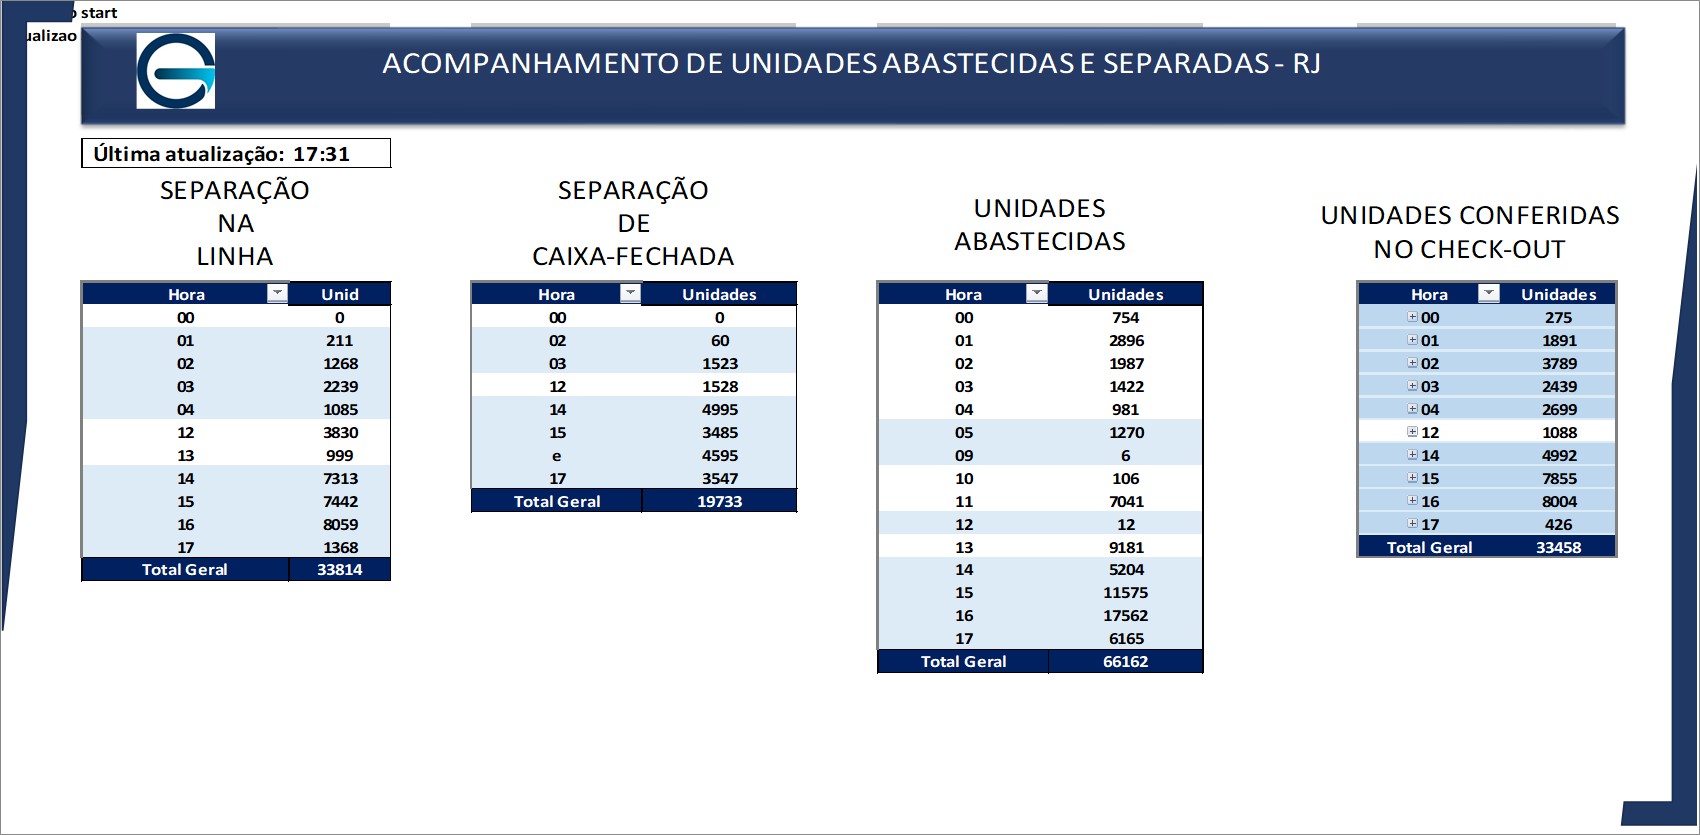 start
ualizao
ACOMPANHAMENTO DE UNIDADES ABASTECIDAS E SEPARADAS - RJ
Última atualização: 17:31
SEPARAÇÃO
NA
LINHA
Hora Unid
00 0
01 211
02 1268
03 2239
04 1085
12 3830
13 999
14 7313
15 7442
16 8059
17 1368
Total Geral 33814
SEPARAÇÃO
DE
CAIXA-FECHADA
Hora Unidades
00 0
02 60
03 1523
12 1528
14 4995
15 3485
e 4595
17 3547
Total Geral 19733
UNIDADES
ABASTECIDAS
Hora Unidades
00 754
01 2896
02 1987
03 1422
04 981
05 1270
09 6
10 106
11 7041
12 12
13 9181
14 5204
15 11575
16 17562
17 6165
Total Geral 66162
UNIDADES CONFERIDAS
NO CHECK-OUT
Hora Unidades
00 275
01 1891
02 3789
03 2439
04 2699
12 1088
14 4992
15 7855
16 8004
17 426
Total Geral 33458